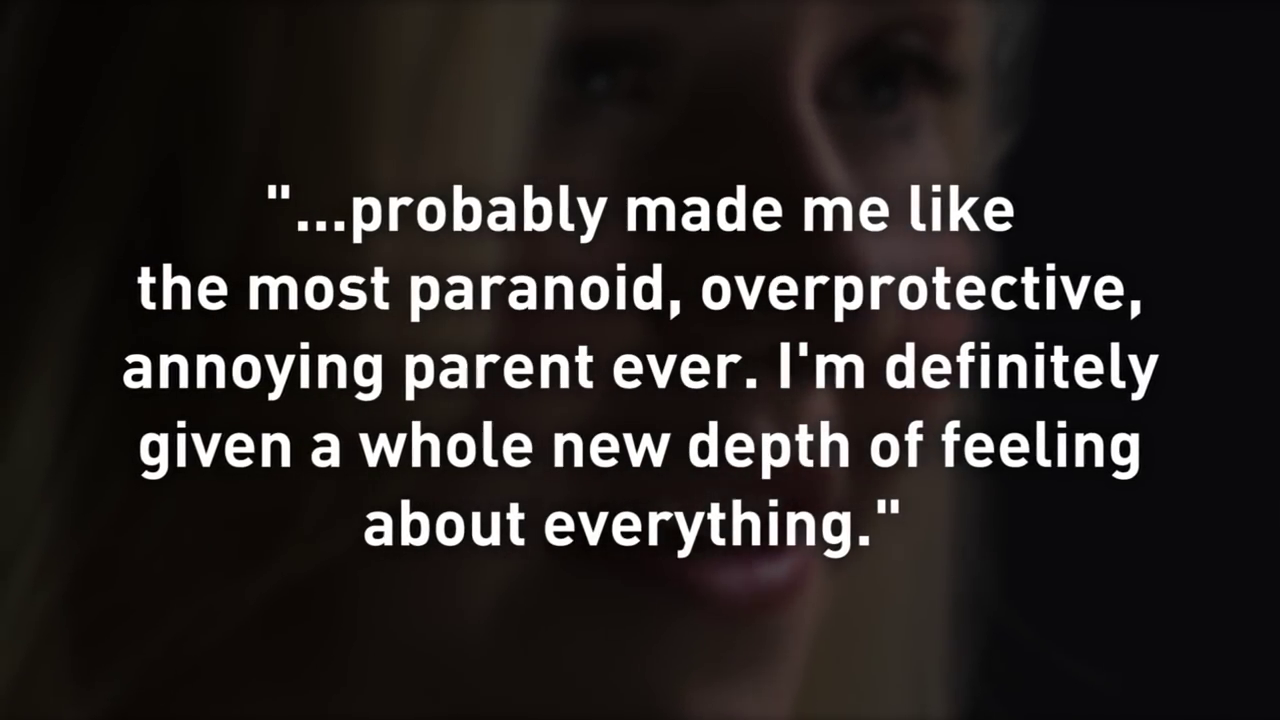 "...probably made me like
the most paranoid, overprotective,
annoying parent ever. I'm definitely
given a whole new depth of feeling
about everything."